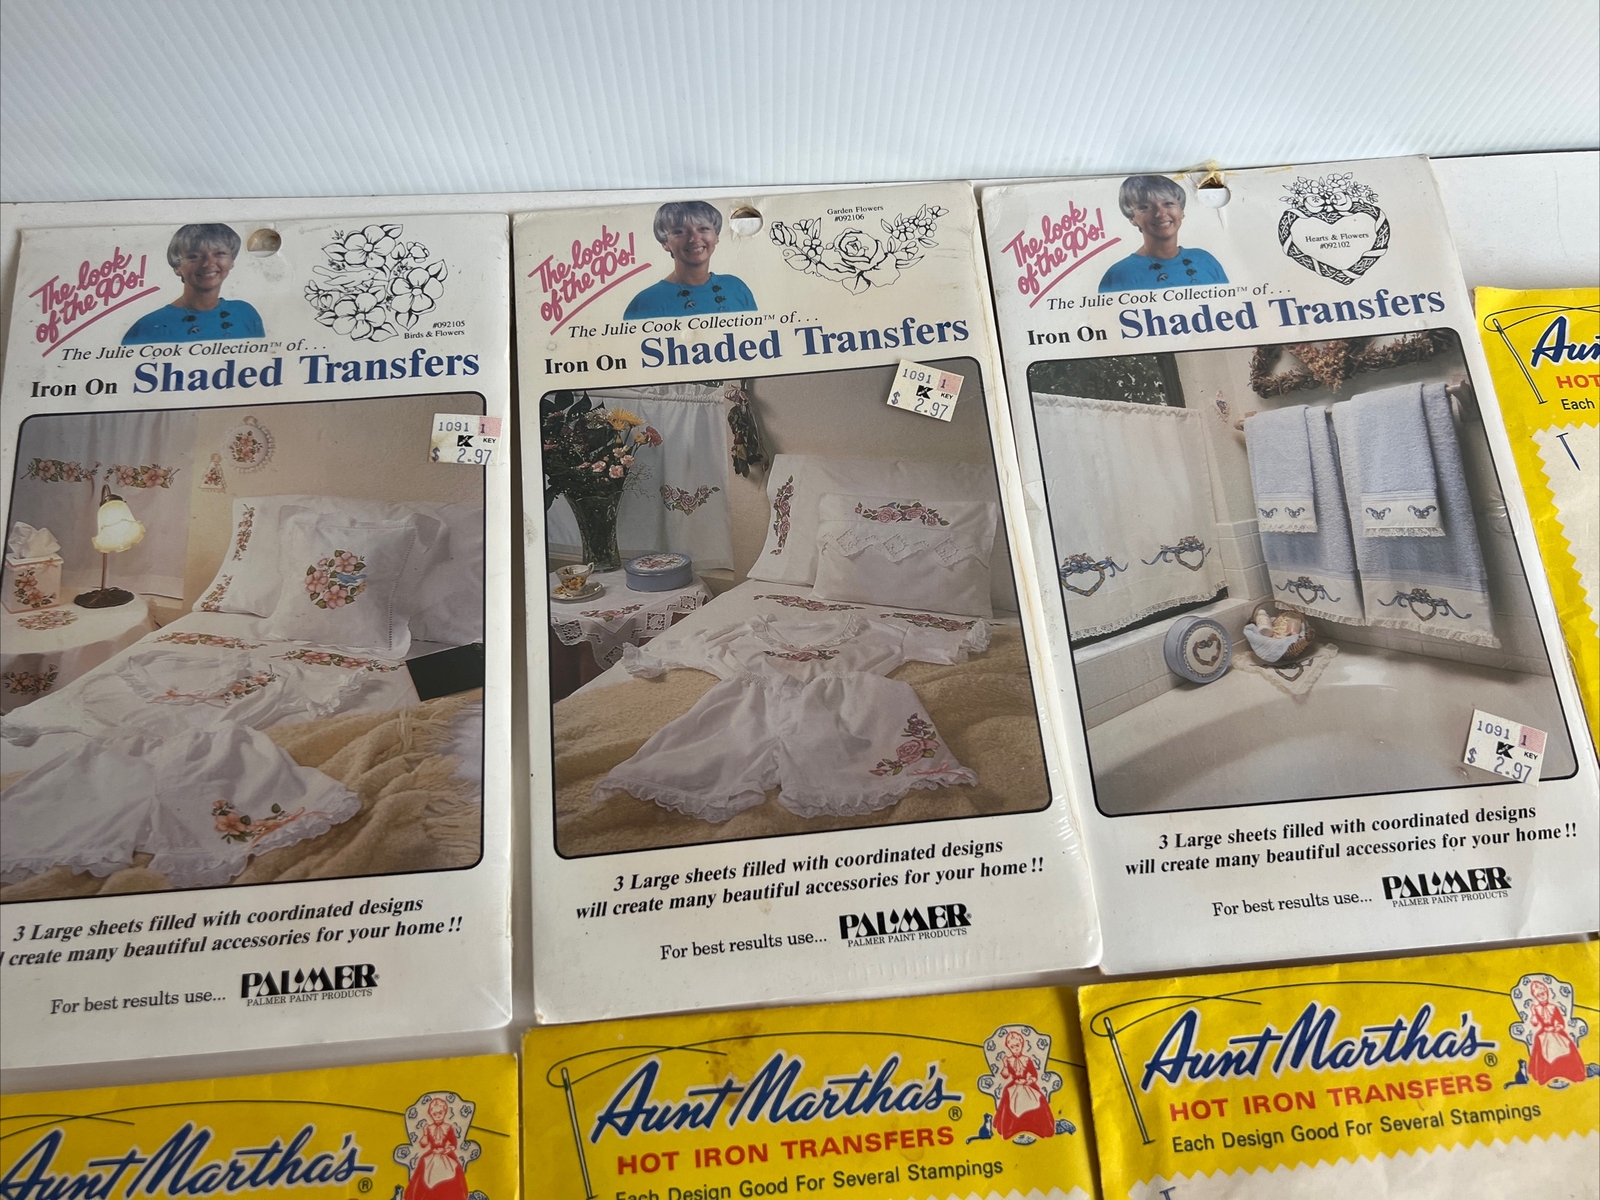 The look
of the 90's!
#092105
Birds & Flowers
The Julie Cook Collection™ of...
Iron On Shaded Transfers
1091 1
K KEY
$ 2.97
3 Large sheets filled with coordinated designs
create many beautiful accessories for your home!!
For best results use... PALMER®
PALMER PAINT PRODUCTS
The look
of the 90's!
Garden Flowers
#092106
The Julie Cook Collection™ of...
Iron On Shaded Transfers
1091 1
K KEY
$ 2.97
3 Large sheets filled with coordinated designs
will create many beautiful accessories for your home!!
For best results use... PALMER®
PALMER PAINT PRODUCTS
The look
of the 90's!
Hearts & Flowers
#092102
The Julie Cook Collection™ of...
Iron On Shaded Transfers
1091 1
K KEY
$ 2.97
3 Large sheets filled with coordinated designs
will create many beautiful accessories for your home!!
For best results use... PALMER®
PALMER PAINT PRODUCTS
Aun
HOT
Each
Aunt Martha's®
Aunt Martha's®
HOT IRON TRANSFERS
Each Design Good For Several Stampings
Aunt Martha's®
HOT IRON TRANSFERS
Each Design Good For Several Stampings